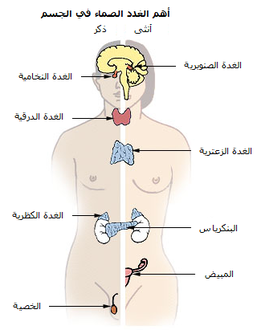 أهم الغدد الصماء في الجسم
أنثى
ذكر
الغدة الصنوبرية
الغدة النخامية
الغدة الدرقية
الغدة الزعترية
الغدة الكظرية
البنكرياس
المبيض
الخصية